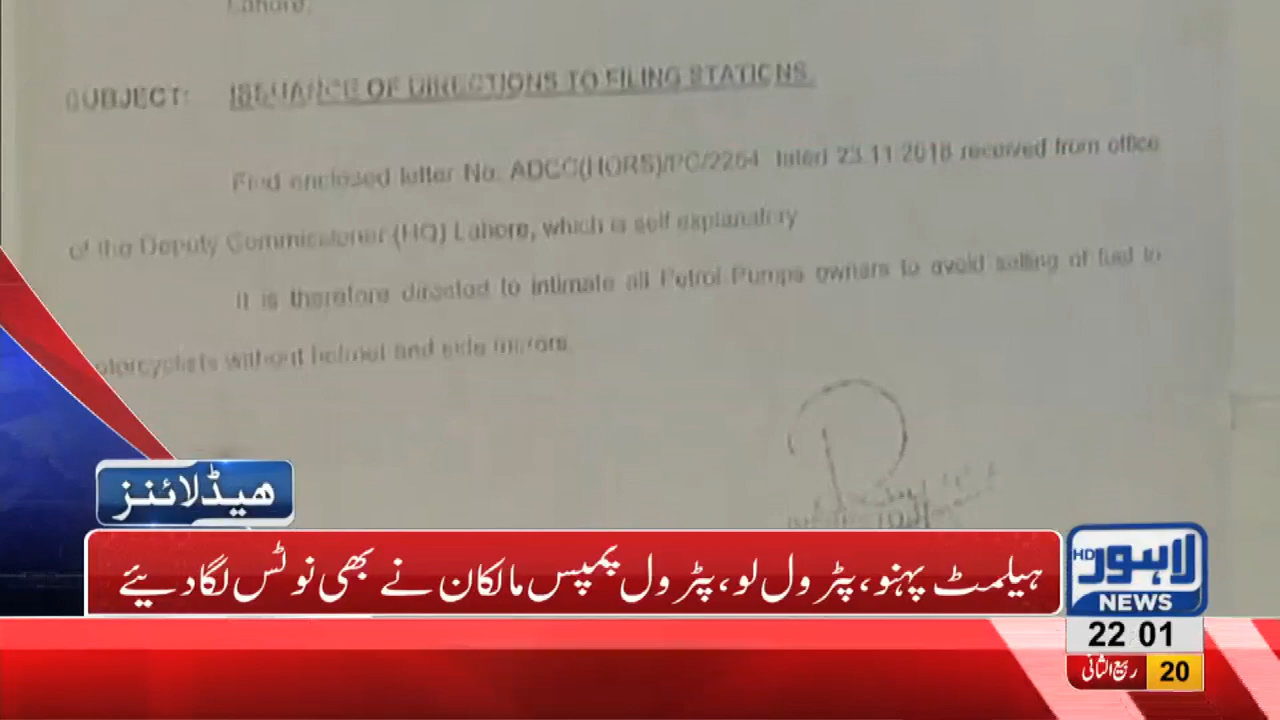 Lahore.
SUBJECT: ISSUANCE OF DIRECTIONS TO FILING STATIONS.
Find enclosed letter No. ADCC(HQRS)/PC/2264 dated 23.11.2018 received from office
of the Deputy Commissioner (HQ) Lahore, which is self explanatory
It is therefore directed to intimate all Petrol Pumps owners to avoid selling of fuel to
motorcyclists without helmet and side mirrors.
ھیڈلائنز
ہیلمٹ پہنو، پٹرول لو، پٹرول پمپس مالکان نے بھی نوٹس لگا دیئے
لاہور HD
NEWS
22 01
20 ربیع الثانی